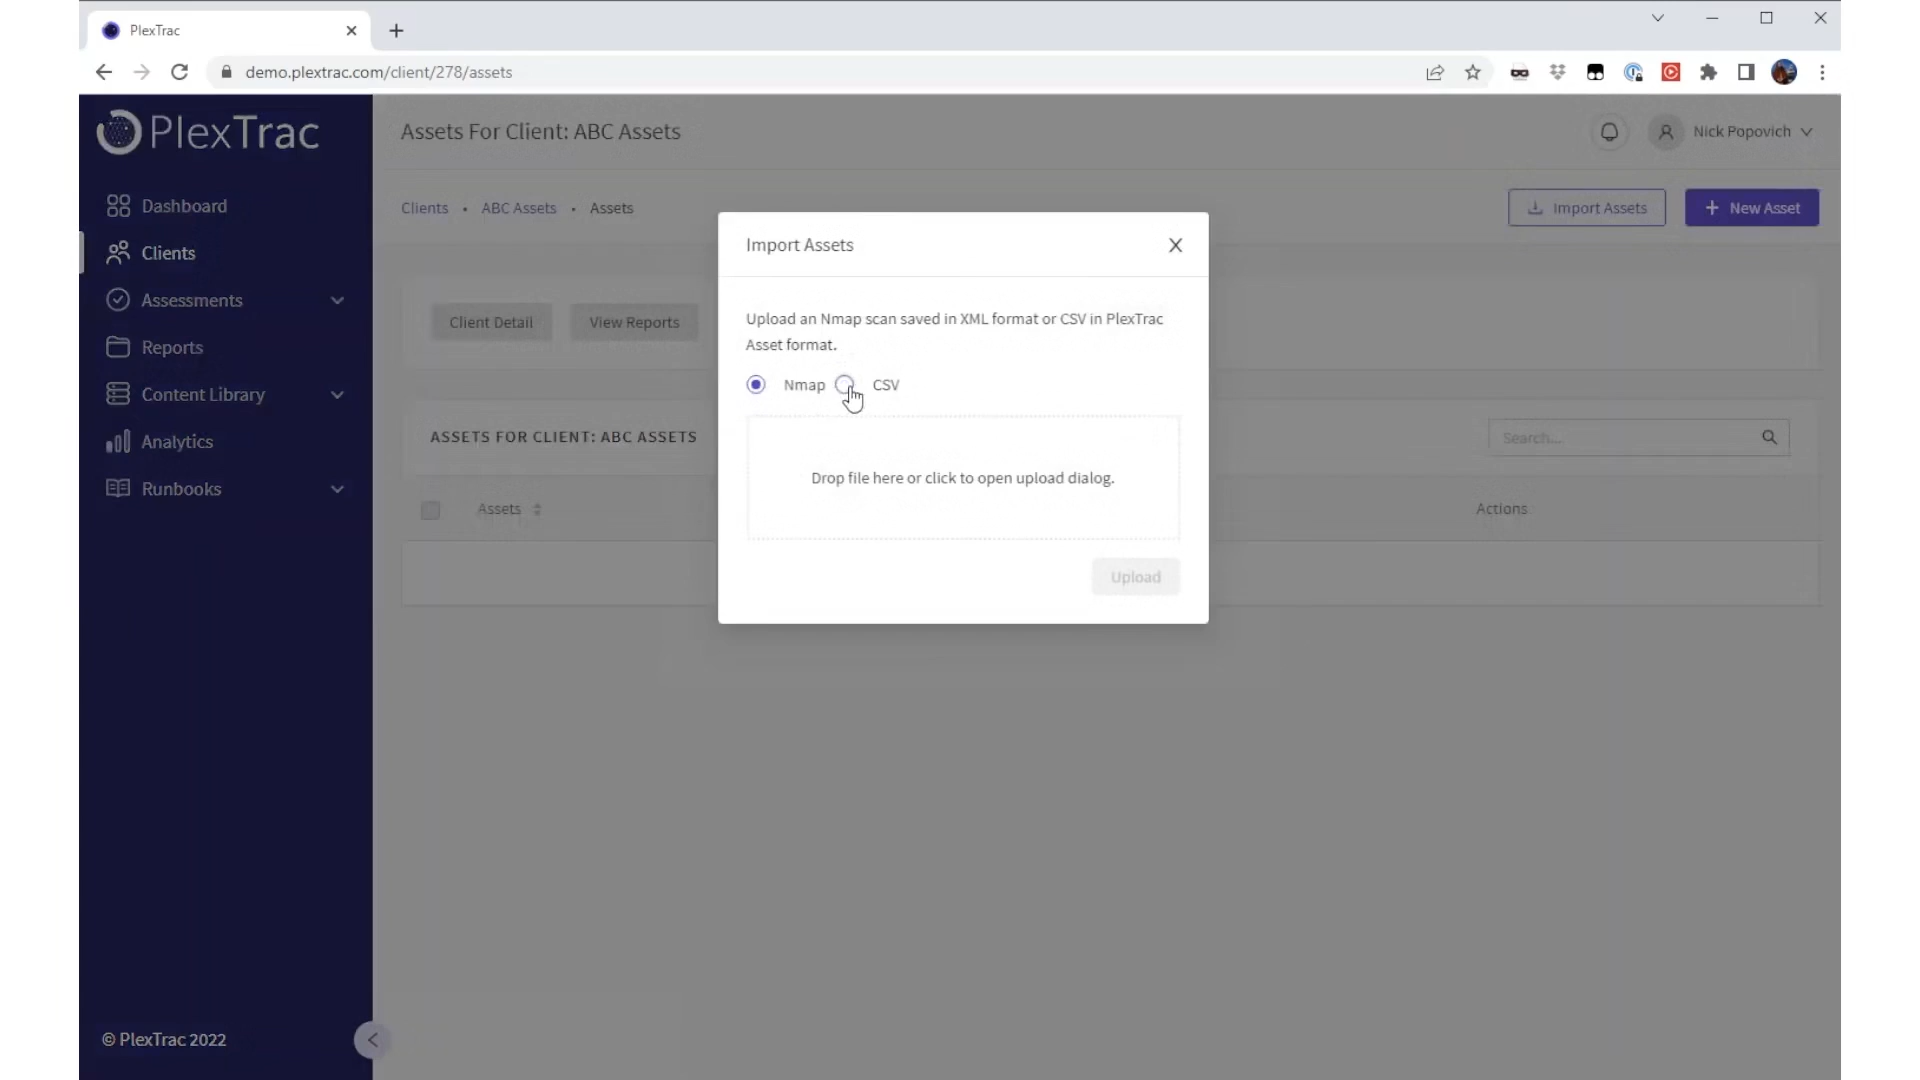 PlexTrac
demo.plextrac.com/client/278/assets
PlexTrac
Assets For Client: ABC Assets
Nick Popovich
Dashboard
Clients
Assessments
Reports
Content Library
Analytics
Runbooks
Clients • ABC Assets • Assets
Import Assets
+ New Asset
Client Detail
View Reports
ASSETS FOR CLIENT: ABC ASSETS
Search...
Assets
Actions
Import Assets
X
Upload an Nmap scan saved in XML format or CSV in PlexTrac
Asset format.
Nmap
CSV
Drop file here or click to open upload dialog.
Upload
© PlexTrac 2022